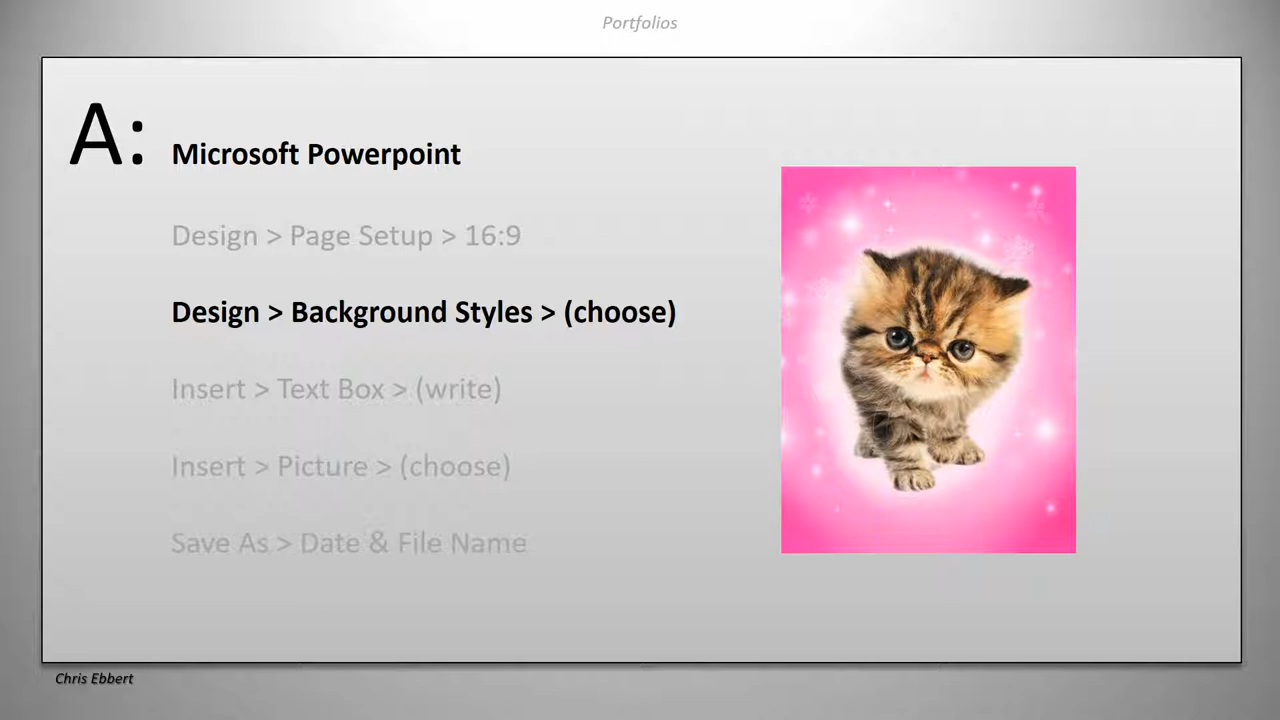 Portfolios
A:
Microsoft Powerpoint
Design > Page Setup > 16:9
Design > Background Styles > (choose)
Insert > Text Box > (write)
Insert > Picture > (choose)
Save As > Date & File Name
Chris Ebbert